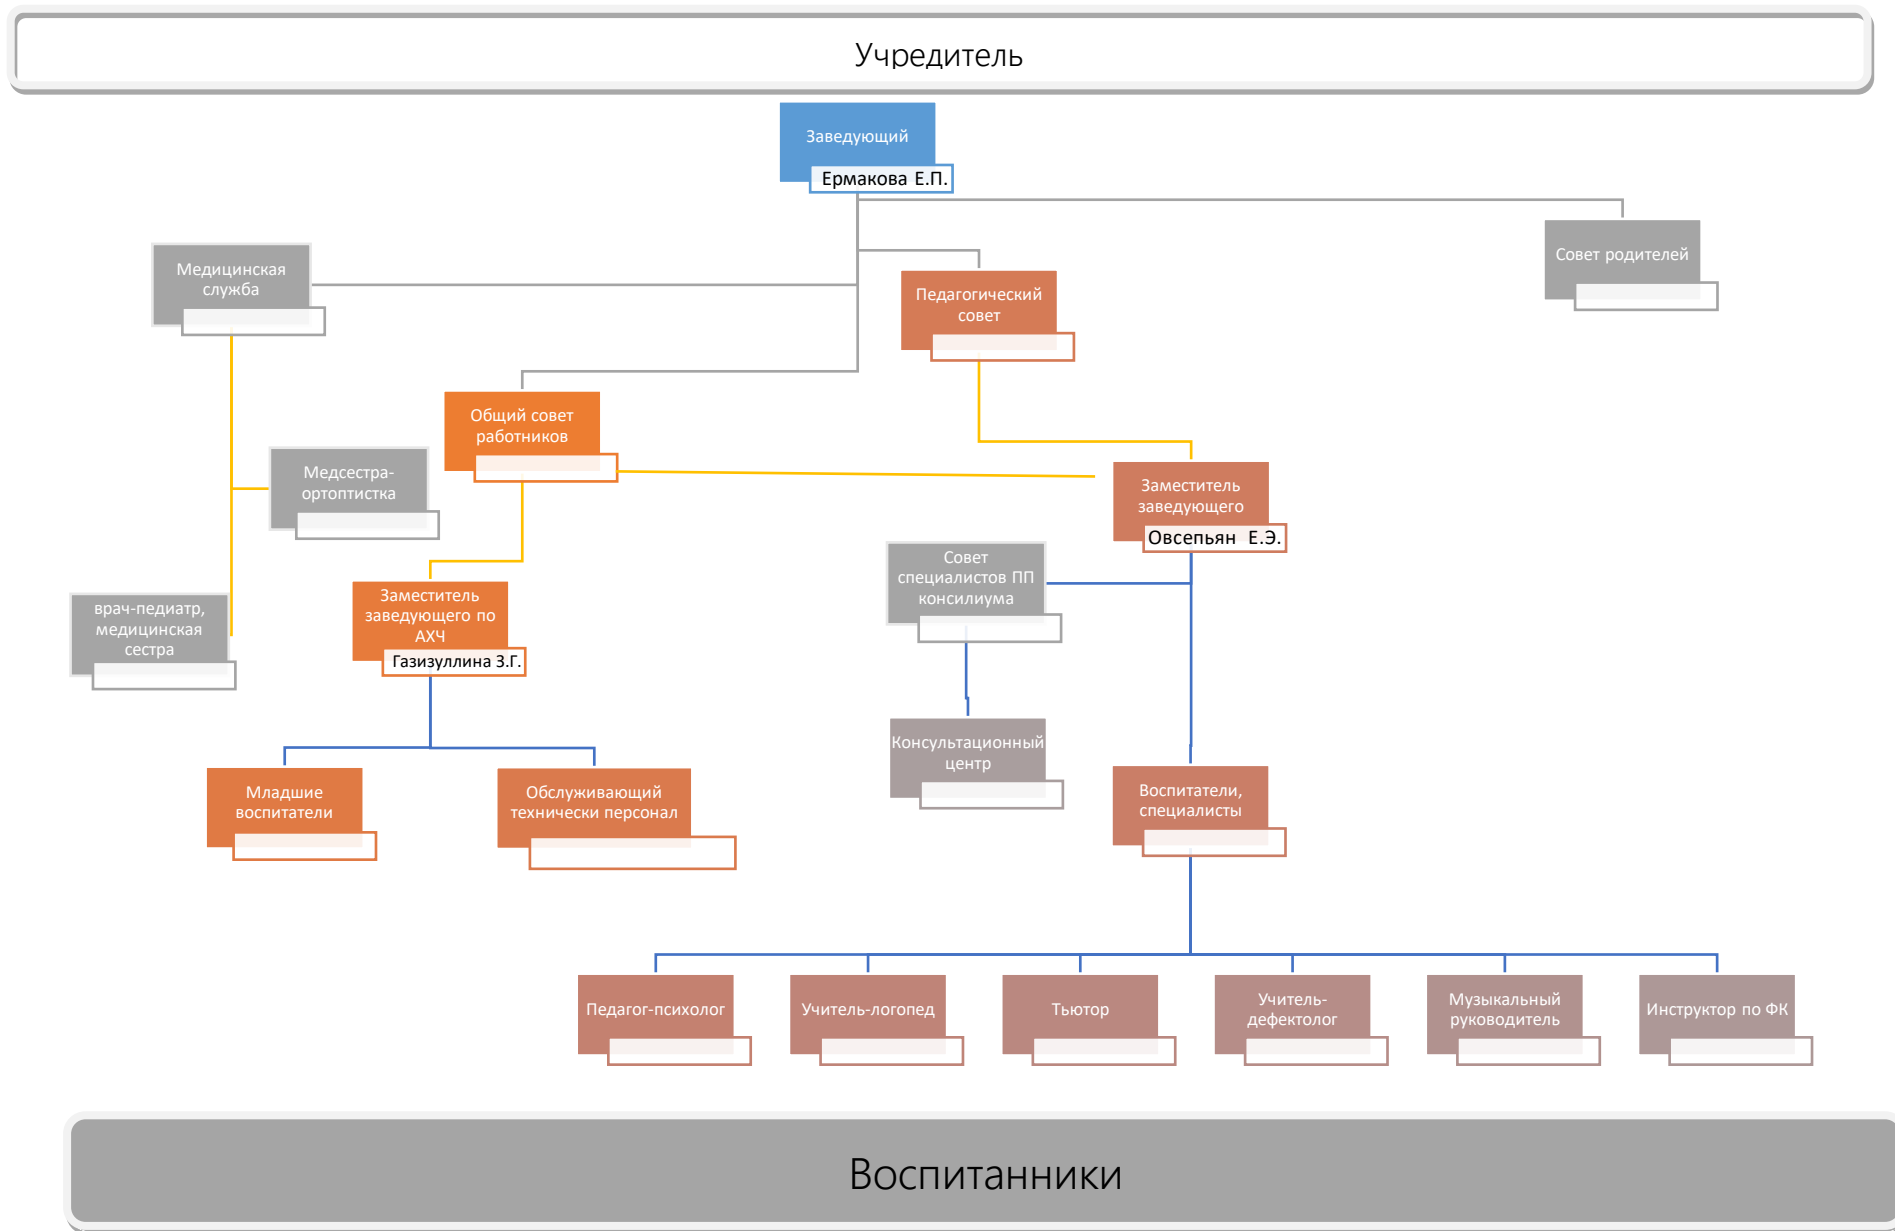 Учредитель
Заведующий
Ермакова Е.П.
Медицинская
служба
Совет родителей
Педагогический
совет
Общий совет
работников
Медсестра-
ортоптистка
Заместитель
заведующего
Овсепьян Е.Э.
Совет
специалистов ПП
консилиума
врач-педиатр,
медицинская
сестра
Заместитель
заведующего по
АХЧ
Газизуллина З.Г.
Консультационный
центр
Младшие
воспитатели
Обслуживающий
технически персонал
Воспитатели,
специалисты
Педагог-психолог
Учитель-логопед
Тьютор
Учитель-
дефектолог
Музыкальный
руководитель
Инструктор по ФК
Воспитанники